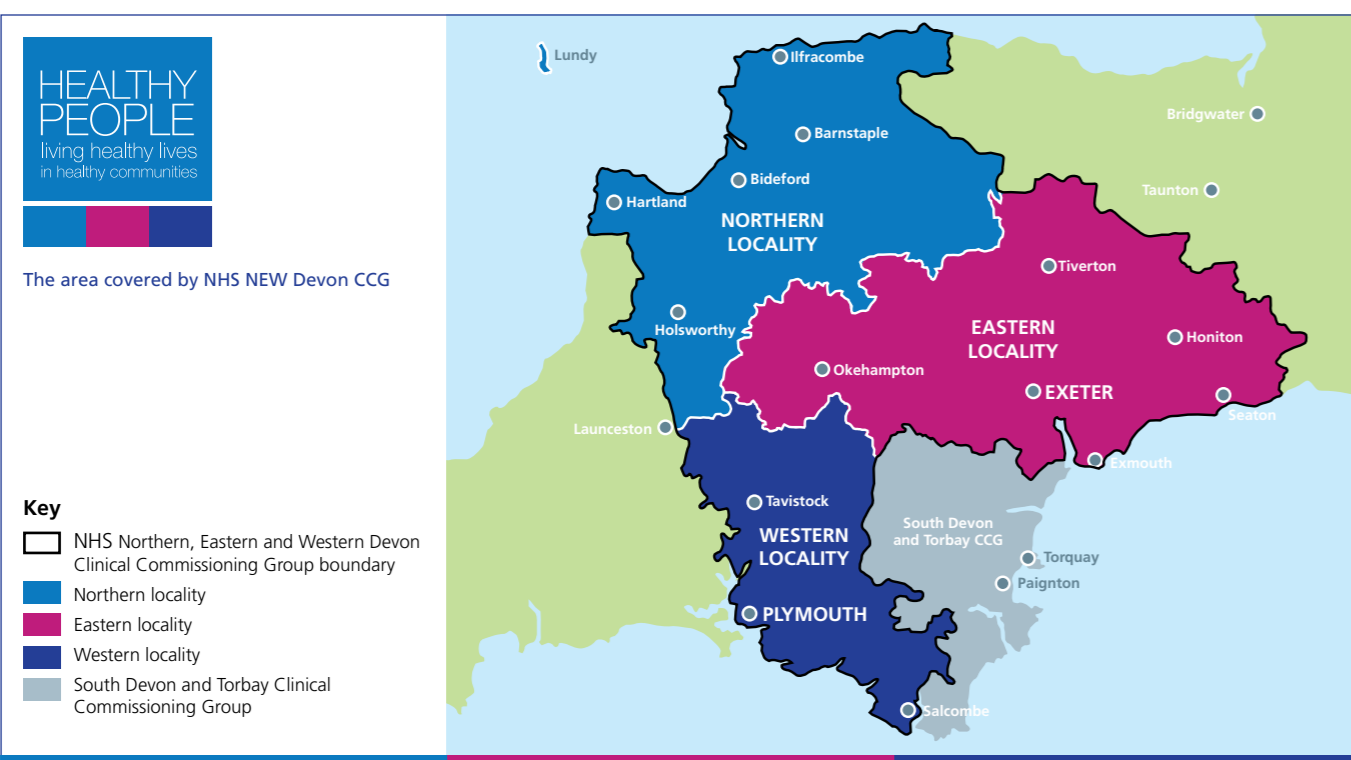 HEALTHY
PEOPLE
living healthy lives
in healthy communities
The area covered by NHS NEW Devon CCG
Key
NHS Northern, Eastern and Western Devon
Clinical Commissioning Group boundary
Northern locality
Eastern locality
Western locality
South Devon and Torbay Clinical
Commissioning Group
Lundy
Ilfracombe
Bridgwater
Barnstaple
Bideford
Taunton
Hartland
NORTHERN
LOCALITY
Tiverton
Holsworthy
EASTERN
LOCALITY
Honiton
Okehampton
EXETER
Seaton
Launceston
Exmouth
Tavistock
WESTERN
LOCALITY
South Devon
and Torbay CCG
Torquay
Paignton
PLYMOUTH
Salcombe